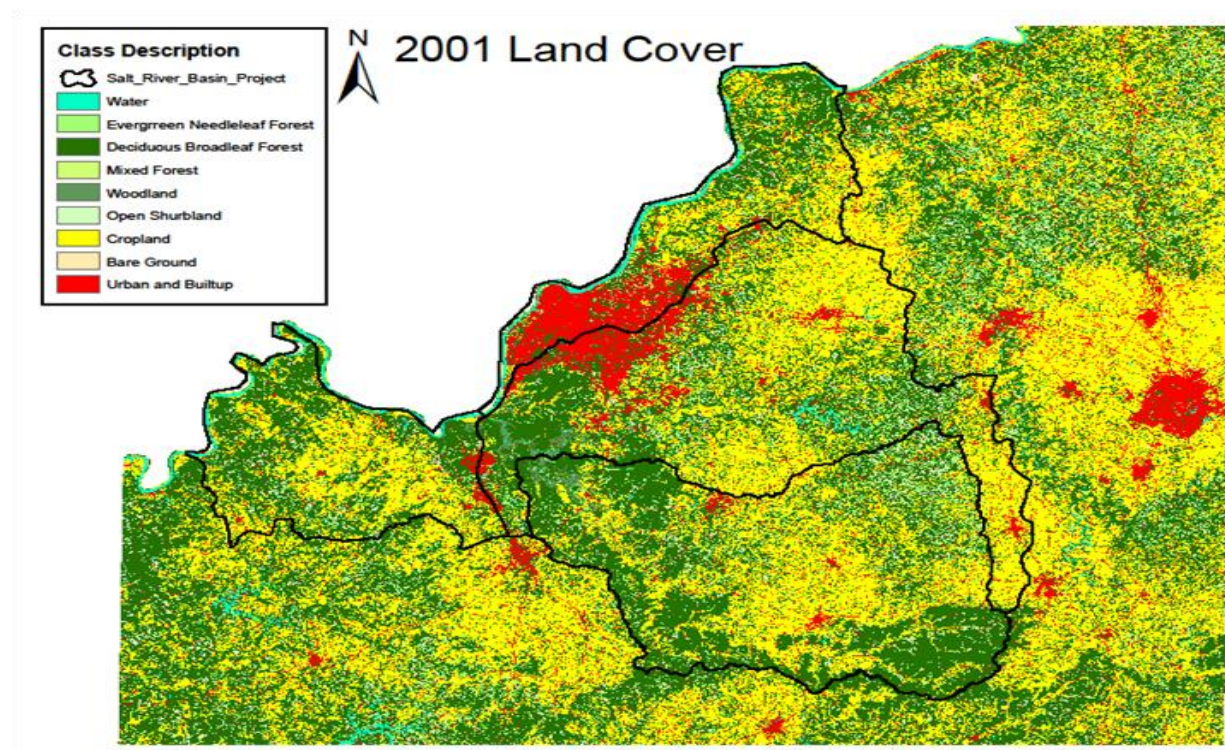 Class Description
Salt_River_Basin_Project
Water
Evergrreen Needleleaf Forest
Deciduous Broadleaf Forest
Mixed Forest
Woodland
Open Shurbland
Cropland
Bare Ground
Urban and Builtup
N
2001 Land Cover